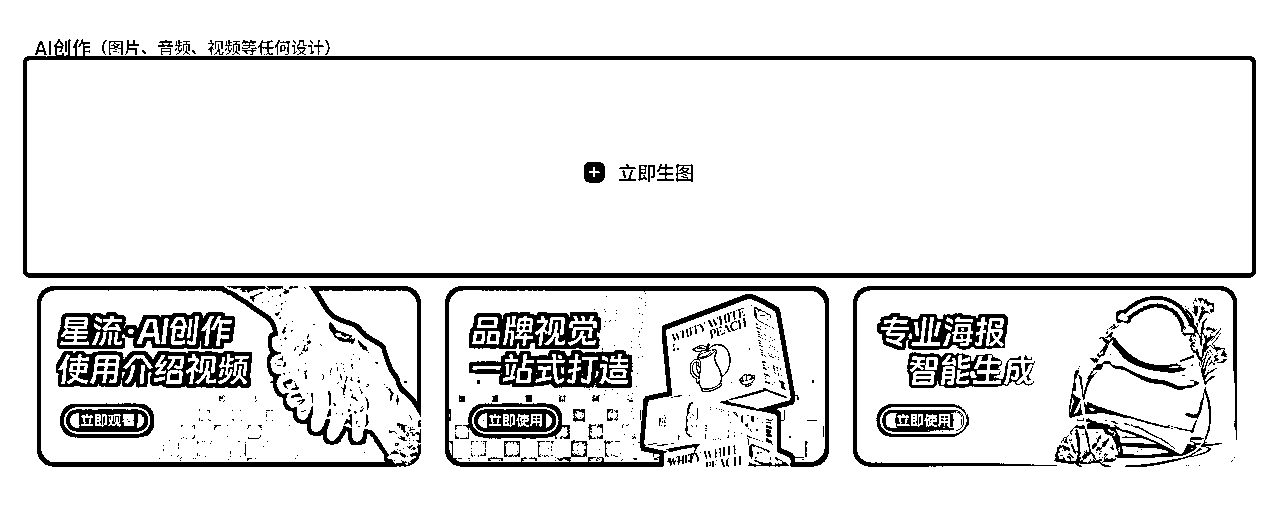 AI创作（图片、音频、视频等任何设计）
立即生图
星流·AI创作
使用介绍视频
立即观看
品牌视觉
一站式打造
立即使用
WHITY WHITE
PEACH
WHITY WHITE
PEACH
专业海报
智能生成
立即使用